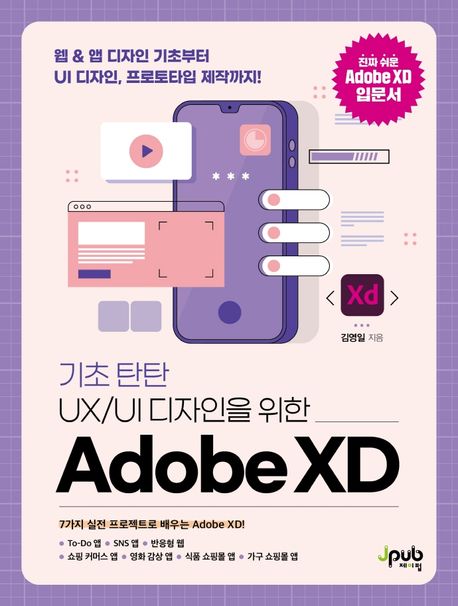 웹 & 앱 디자인 기초부터
UI 디자인, 프로토타입 제작까지!
진짜 쉬운
Adobe XD
입문서
***
Xd
김영일 지음
기초 탄탄
UX/UI 디자인을 위한
Adobe XD
7가지 실전 프로젝트로 배우는 Adobe XD!
• To-Do 앱 • SNS 앱 • 반응형 웹
• 쇼핑 커머스 앱 • 영화 감상 앱 • 식품 쇼핑몰 앱 • 가구 쇼핑몰 앱
Jpub
제이펍